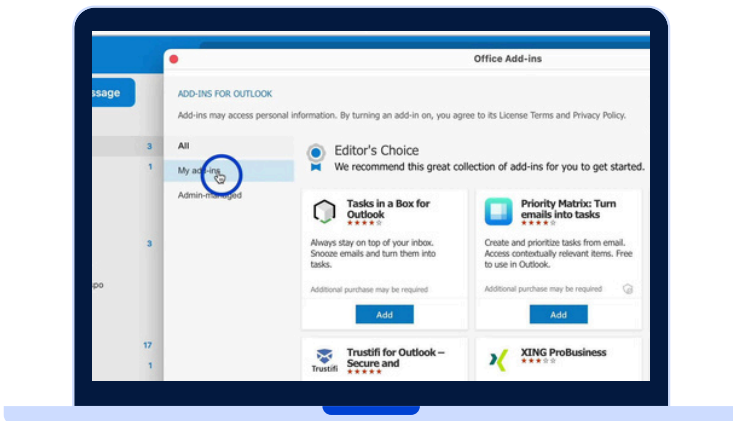 Office Add-ins
ssage
ADD-INS FOR OUTLOOK
Add-ins may access personal information. By turning an add-in on, you agree to its License Terms and Privacy Policy.
3
All
1
My add-ins
Admin-managed
3
po
17
1
Editor's Choice
We recommend this great collection of add-ins for you to get started.
Tasks in a Box for
Outlook
Always stay on top of your inbox.
Snooze emails and turn them into
tasks.
Additional purchase may be required
Add
Priority Matrix: Turn
emails into tasks
Create and prioritize tasks from email.
Access contextually relevant items. Free
to use in Outlook.
Additional purchase may be required
Add
Trustifi
Trustifi for Outlook –
Secure and
XING ProBusiness